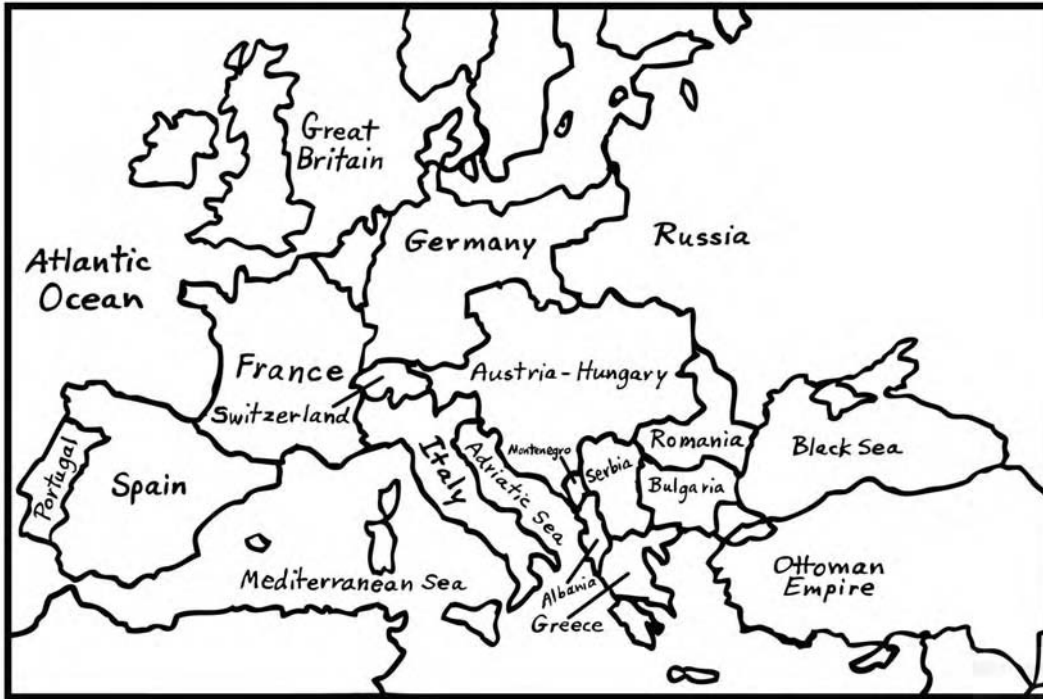 Great
Britain
Germany
Russia
Atlantic
Ocean
France
Austria-Hungary
Switzerland
Portugal
Spain
Italy
Adriatic Sea
Montenegro
Serbia
Romania
Bulgaria
Black Sea
Mediterranean Sea
Albania
Greece
Ottoman
Empire